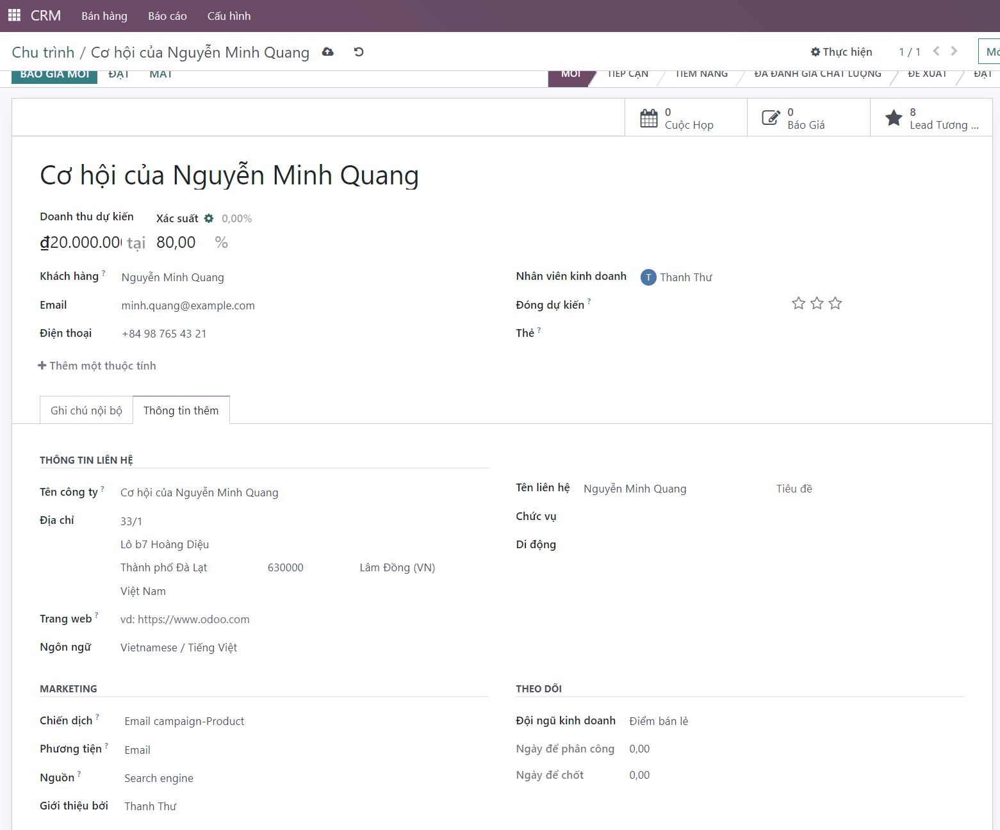 CRM Bán hàng Báo cáo Cấu hình
Chu trình / Cơ hội của Nguyễn Minh Quang Thực hiện 1 / 1
BÁO GIÁ MỚI ĐẠT MẤT MỚI TIẾP CẬN TIỀM NĂNG ĐÃ ĐÁNH GIÁ CHẤT LƯỢNG ĐỀ XUẤT ĐẠT
0 Cuộc Họp
0 Báo Giá
8 Lead Tương ...
Cơ hội của Nguyễn Minh Quang
Doanh thu dự kiến Xác suất 0,00%
₫20.000.00 tại 80,00 %
Khách hàng ? Nguyễn Minh Quang
Email minh.quang@example.com
Điện thoại +84 98 765 43 21
Nhân viên kinh doanh T Thanh Thư
Đóng dự kiến ?
Thẻ ?
Thêm một thuộc tính
Ghi chú nội bộ Thông tin thêm
THÔNG TIN LIÊN HỆ
Tên công ty ? Cơ hội của Nguyễn Minh Quang
Địa chỉ 33/1
Lô b7 Hoàng Diệu
Thành phố Đà Lạt 630000 Lâm Đồng (VN)
Việt Nam
Trang web ? vd: https://www.odoo.com
Ngôn ngữ Vietnamese / Tiếng Việt
Tên liên hệ Nguyễn Minh Quang Tiêu đề
Chức vụ
Di động
MARKETING
Chiến dịch ? Email campaign-Product
Phương tiện ? Email
Nguồn ? Search engine
Giới thiệu bởi Thanh Thư
THEO DÕI
Đội ngũ kinh doanh Điểm bán lẻ
Ngày để phân công 0,00
Ngày để chốt 0,00